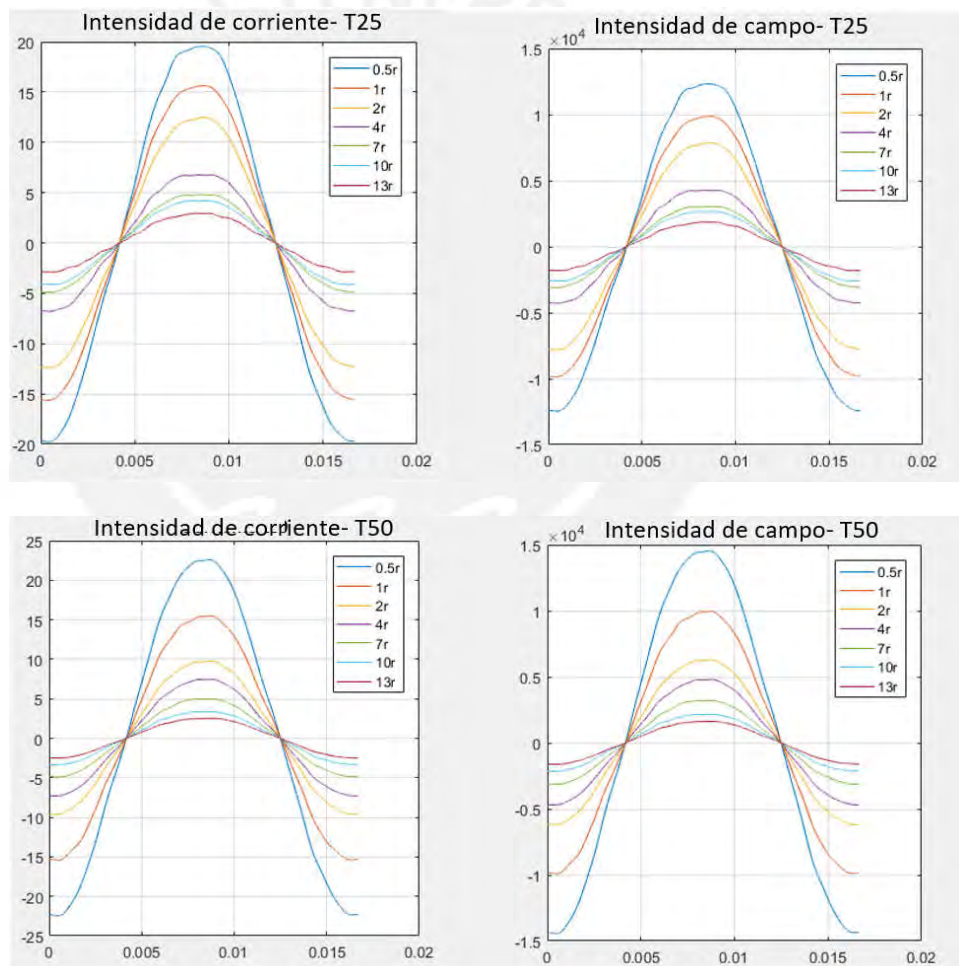 Intensidad de corriente- T25
20
15
10
5
0
-5
-10
-15
-20
0
0.005
0.01
0.015
0.02
0.5r
1r
2r
4r
7r
10r
13r
Intensidad de campo- T25
×10⁴
1.5
1
0.5
0
-0.5
-1
-1.5
0
0.005
0.01
0.015
0.02
0.5r
1r
2r
4r
7r
10r
13r
Intensidad de corriente- T50
25
20
15
10
5
0
-5
-10
-15
-20
-25
0
0.005
0.01
0.015
0.02
0.5r
1r
2r
4r
7r
10r
13r
Intensidad de campo- T50
×10⁴
1.5
1
0.5
0
-0.5
-1
-1.5
0
0.005
0.01
0.015
0.02
0.5r
1r
2r
4r
7r
10r
13r